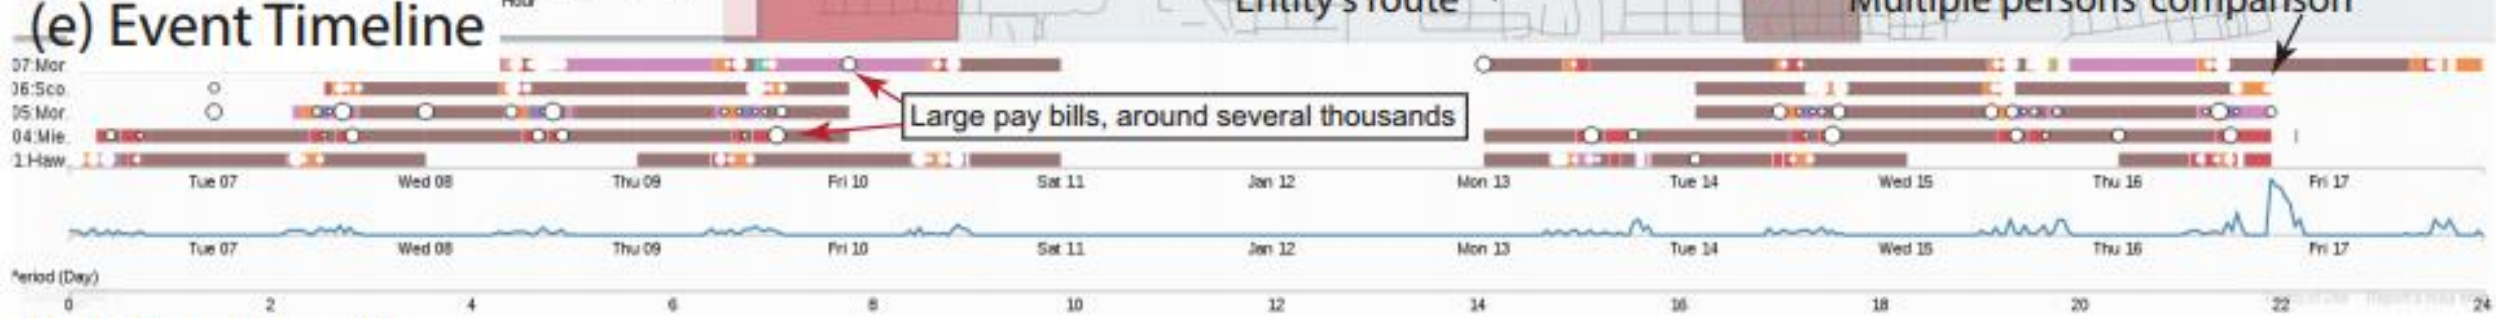 Hour
Entity's route
Multiple persons' comparison
(e) Event Timeline
07:Mor
06:Sco
05:Mor
04:Mie
1:Haw
Large pay bills, around several thousands
Tue 07 Wed 08 Thu 09 Fri 10 Sat 11 Jan 12 Mon 13 Tue 14 Wed 15 Thu 16 Fri 17
Tue 07 Wed 08 Thu 09 Fri 10 Sat 11 Jan 12 Mon 13 Tue 14 Wed 15 Thu 16 Fri 17
Period (Day)
0 2 4 6 8 10 12 14 16 18 20 22 24